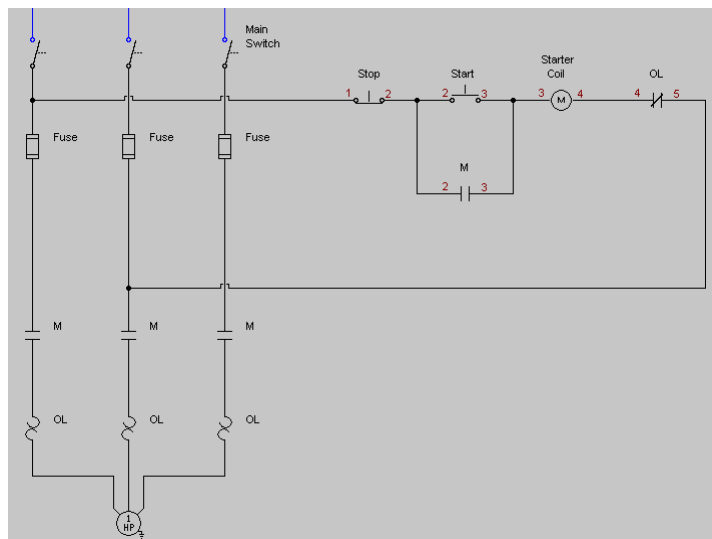 Main
Switch
Stop
Start
Starter
Coil
OL
1 2 2 3 3 M 4 4 5
Fuse Fuse Fuse
M
2 3
M M M
OL OL OL
1
HP